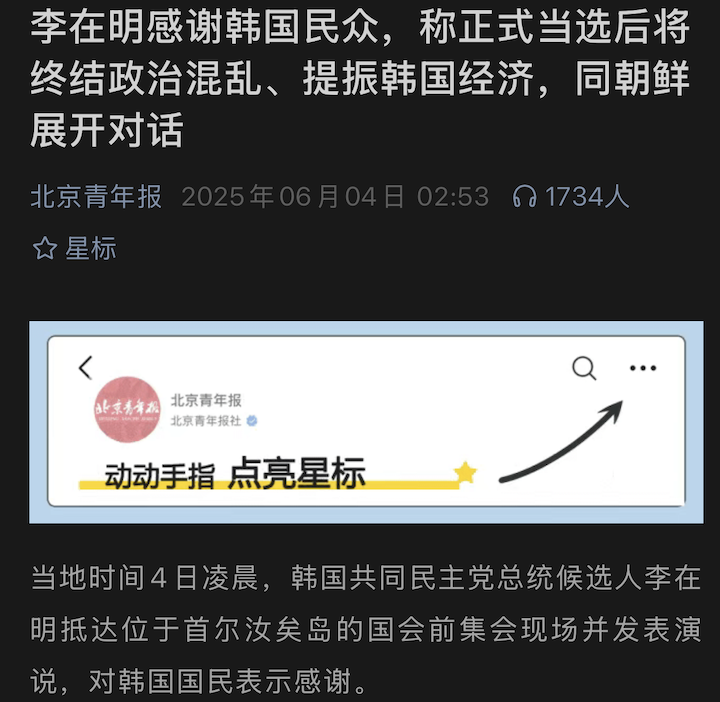 李在明感谢韩国民众，称正式当选后将
终结政治混乱、提振韩国经济，同朝鲜
展开对话
北京青年报 2025年06月04日 02:53 1734人
星标
北京青年报
北京青年报
北京青年报社
动动手指 点亮星标
当地时间4日凌晨，韩国共同民主党总统候选人李在
明抵达位于首尔汝矣岛的国会前集会现场并发表演
说，对韩国国民表示感谢。